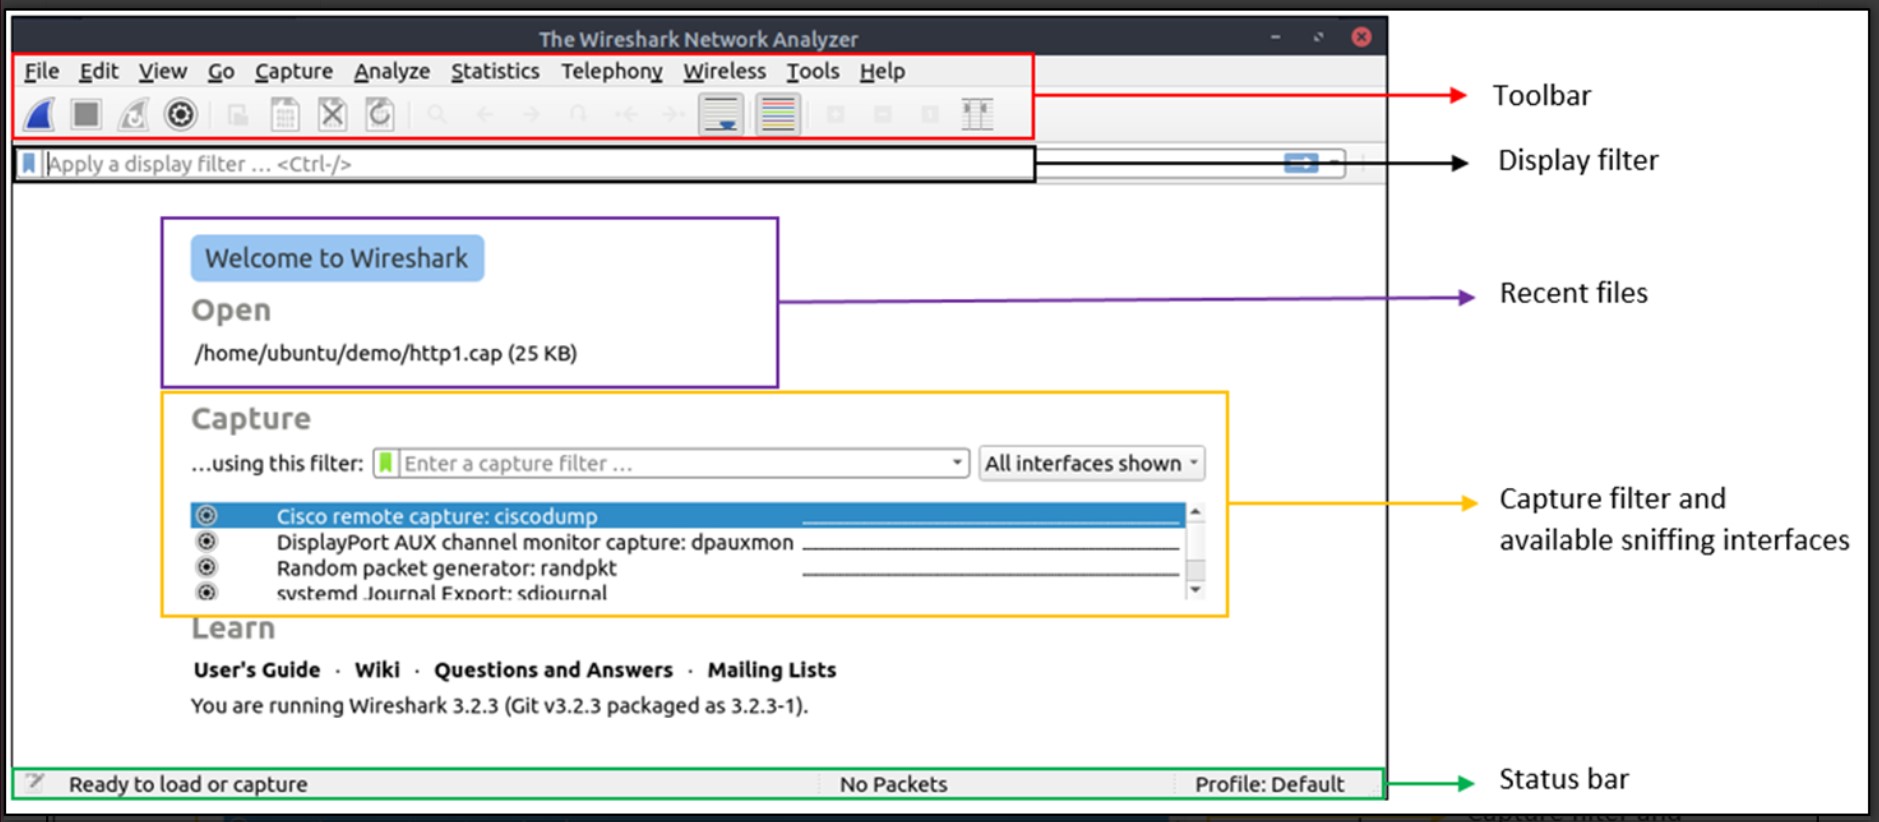 The Wireshark Network Analyzer
File Edit View Go Capture Analyze Statistics Telephony Wireless Tools Help
Toolbar
Apply a display filter ... <Ctrl-/>
Display filter
Welcome to Wireshark
Open
/home/ubuntu/demo/http1.cap (25 KB)
Recent files
Capture
...using this filter: Enter a capture filter ... All interfaces shown
Cisco remote capture: ciscodump
DisplayPort AUX channel monitor capture: dpauxmon
Random packet generator: randpkt
systemd Journal Export: sdjournal
Capture filter and
available sniffing interfaces
Learn
User's Guide · Wiki · Questions and Answers · Mailing Lists
You are running Wireshark 3.2.3 (Git v3.2.3 packaged as 3.2.3-1).
Ready to load or capture No Packets Profile: Default
Status bar